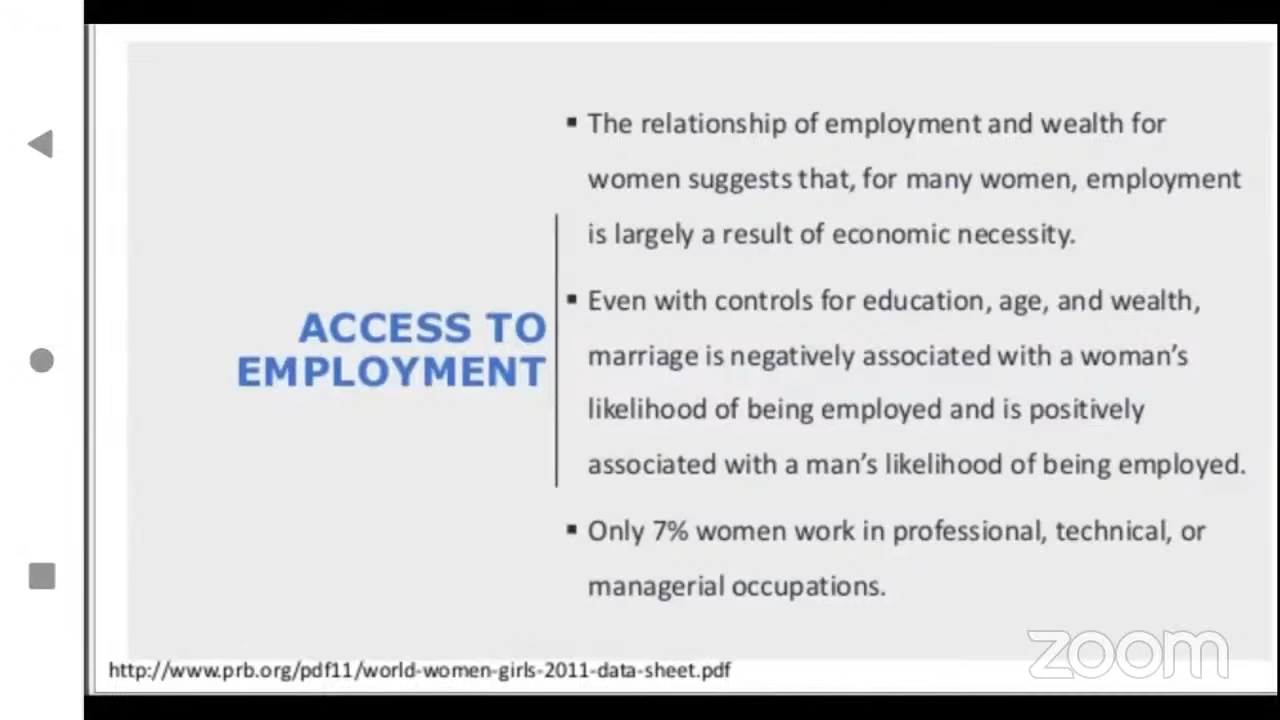 ACCESS TO
EMPLOYMENT
▪ The relationship of employment and wealth for
women suggests that, for many women, employment
is largely a result of economic necessity.
▪ Even with controls for education, age, and wealth,
marriage is negatively associated with a woman's
likelihood of being employed and is positively
associated with a man's likelihood of being employed.
▪ Only 7% women work in professional, technical, or
managerial occupations.
http://www.prb.org/pdf11/world-women-girls-2011-data-sheet.pdf
zoom